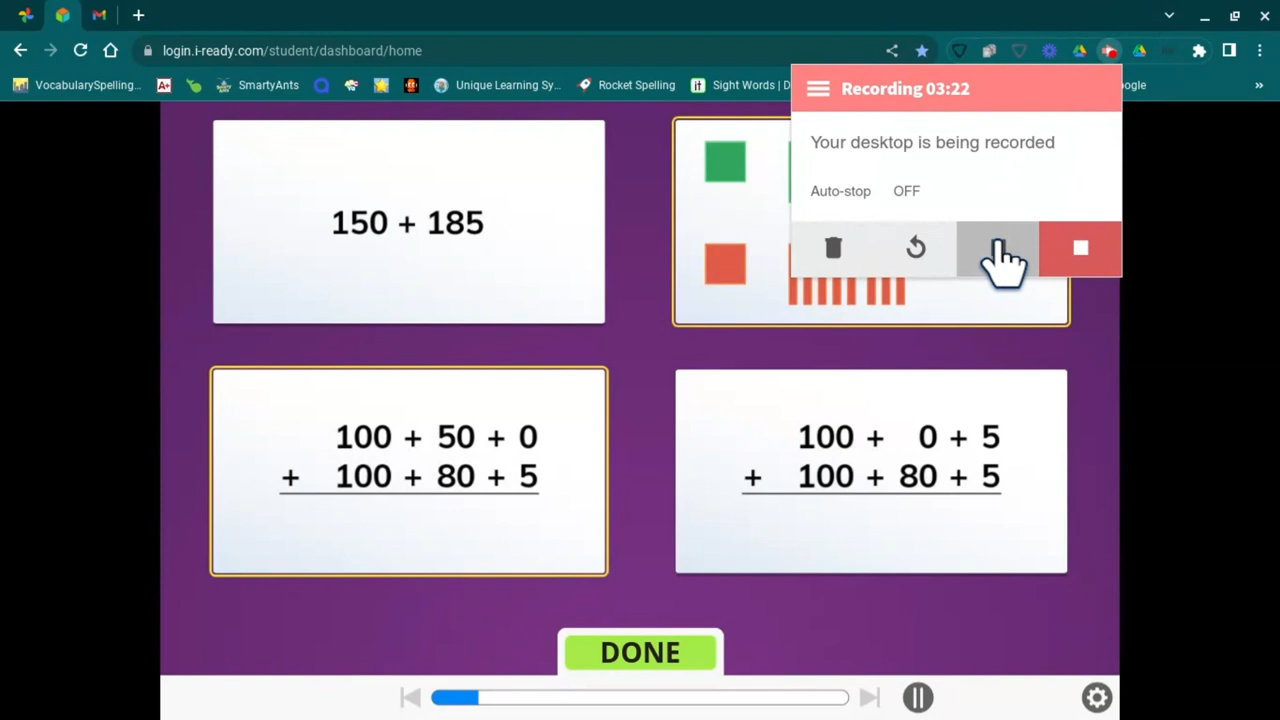 login.i-ready.com/student/dashboard/home
VocabularySpelling...
A+
SmartyAnts
Unique Learning Sy...
Rocket Spelling
it
Sight Words | D
ogle
»
Recording 03:22
Your desktop is being recorded
Auto-stop OFF
150 + 185
100 + 50 + 0
+ 100 + 80 + 5
100 + 0 + 5
+ 100 + 80 + 5
DONE